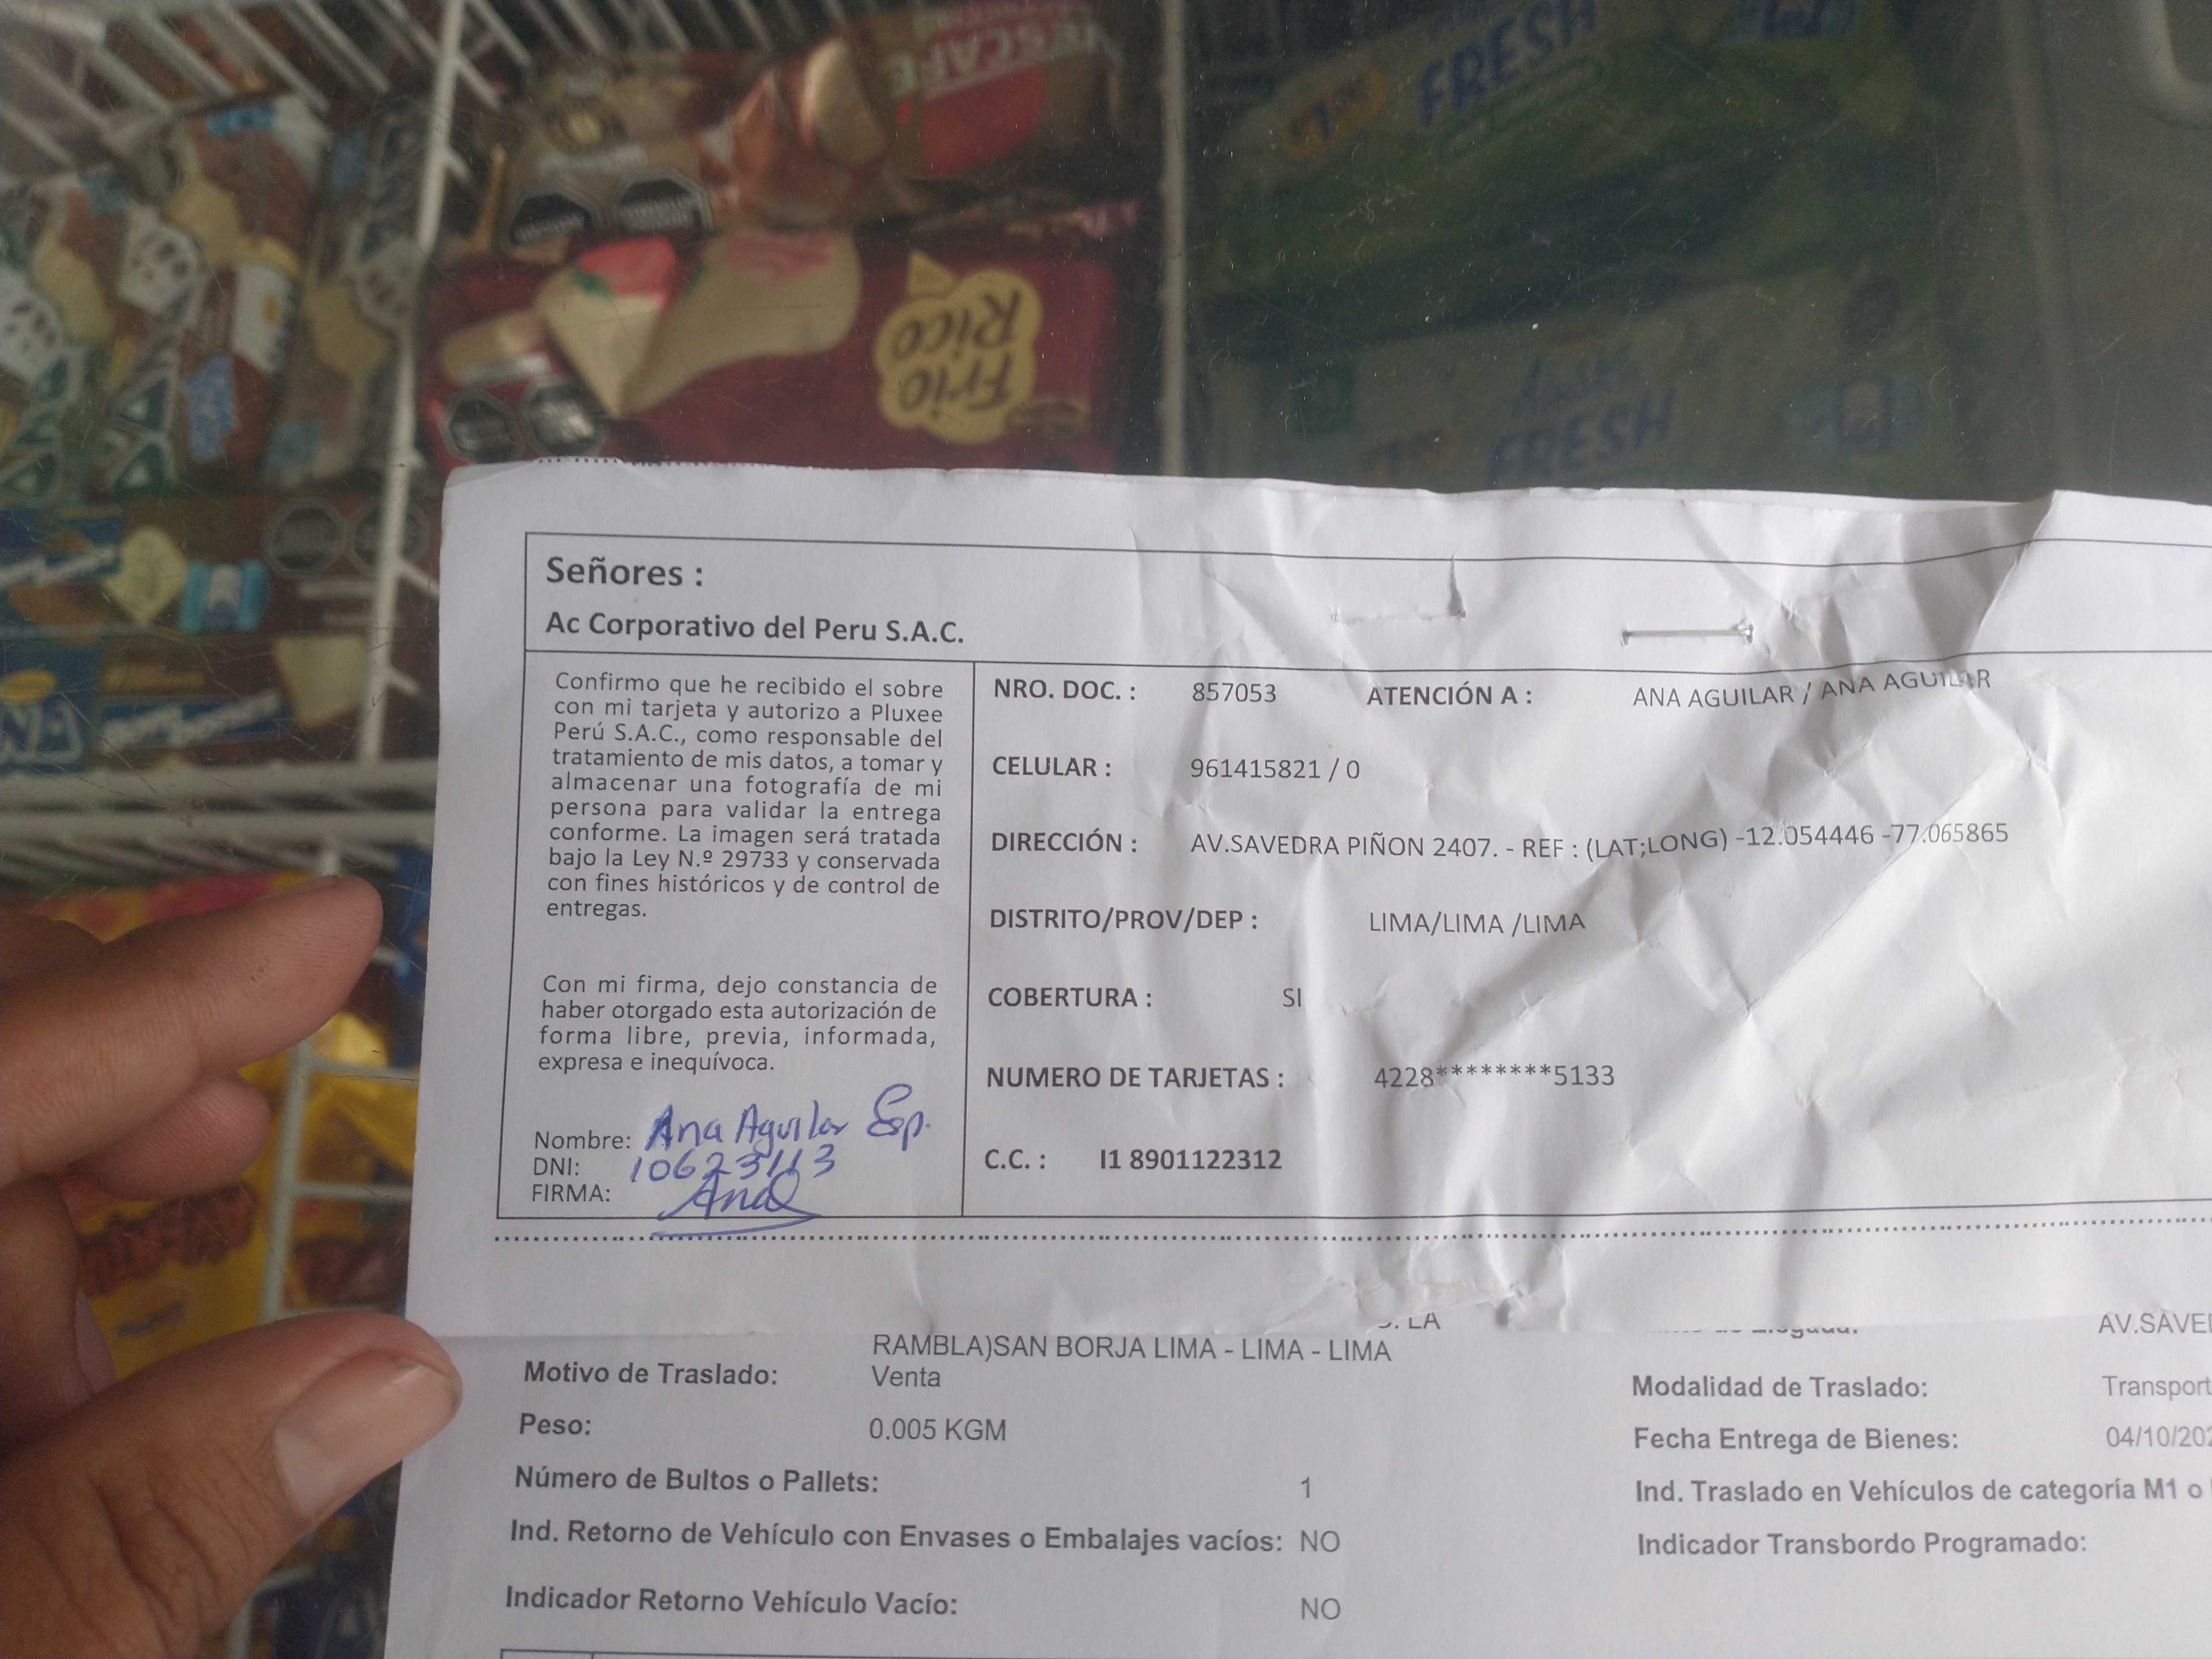 NESCAFE
FRESH
Frio
Rico
FRESH
Señores :
Ac Corporativo del Peru S.A.C.
Confirmo que he recibido el sobre
con mi tarjeta y autorizo a Pluxee
Perú S.A.C., como responsable del
tratamiento de mis datos, a tomar y
almacenar una fotografía de mi
persona para validar la entrega
conforme. La imagen será tratada
bajo la Ley N.º 29733 y conservada
con fines históricos y de control de
entregas.
Con mi firma, dejo constancia de
haber otorgado esta autorización de
forma libre, previa, informada,
expresa e inequívoca.
Nombre: Ana Aguilar Esp.
DNI: 10623113
FIRMA: Ana
NRO. DOC. : 857053 ATENCIÓN A : ANA AGUILAR / ANA AGUILAR
CELULAR : 961415821 / 0
DIRECCIÓN : AV.SAVEDRA PIÑON 2407. - REF : (LAT;LONG) -12.054446 -77.065865
DISTRITO/PROV/DEP : LIMA/LIMA /LIMA
COBERTURA : SI
NUMERO DE TARJETAS : 4228********5133
C.C. : I1 8901122312
LA
RAMBLA)SAN BORJA LIMA - LIMA - LIMA
AV.SAVE
Motivo de Traslado: Venta
Modalidad de Traslado: Transport
Peso: 0.005 KGM
Fecha Entrega de Bienes: 04/10/202
Número de Bultos o Pallets: 1
Ind. Traslado en Vehículos de categoría M1 o
Ind. Retorno de Vehículo con Envases o Embalajes vacíos: NO
Indicador Transbordo Programado:
Indicador Retorno Vehículo Vacío: NO